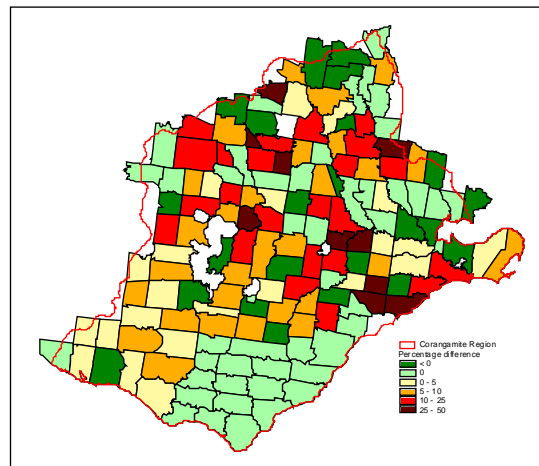 Corangamite Region
Percentage difference
< 0
0
0 - 5
5 - 10
10 - 25
25 - 50